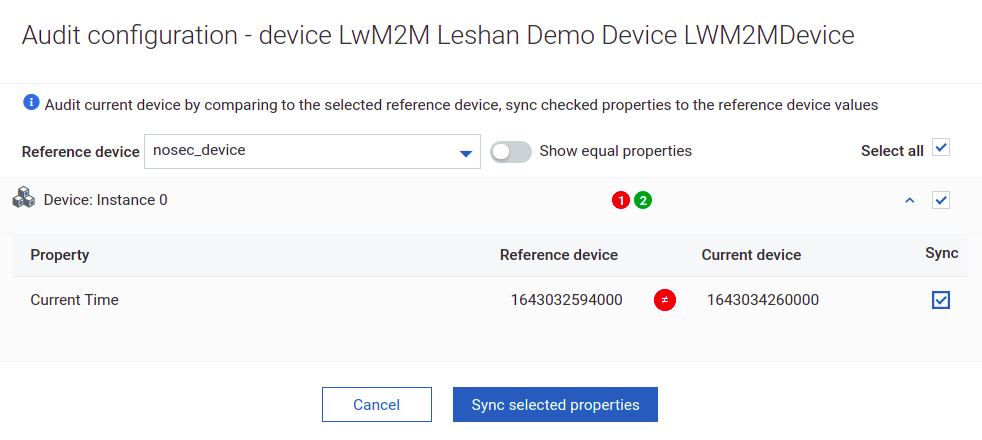 Audit configuration - device LwM2M Leshan Demo Device LWM2MDevice
Audit current device by comparing to the selected reference device, sync checked properties to the reference device values
Reference device nosec_device Show equal properties Select all
Device: Instance 0 1 2
Property Reference device Current device Sync
Current Time 1643032594000 ≠ 1643034260000
Cancel Sync selected properties